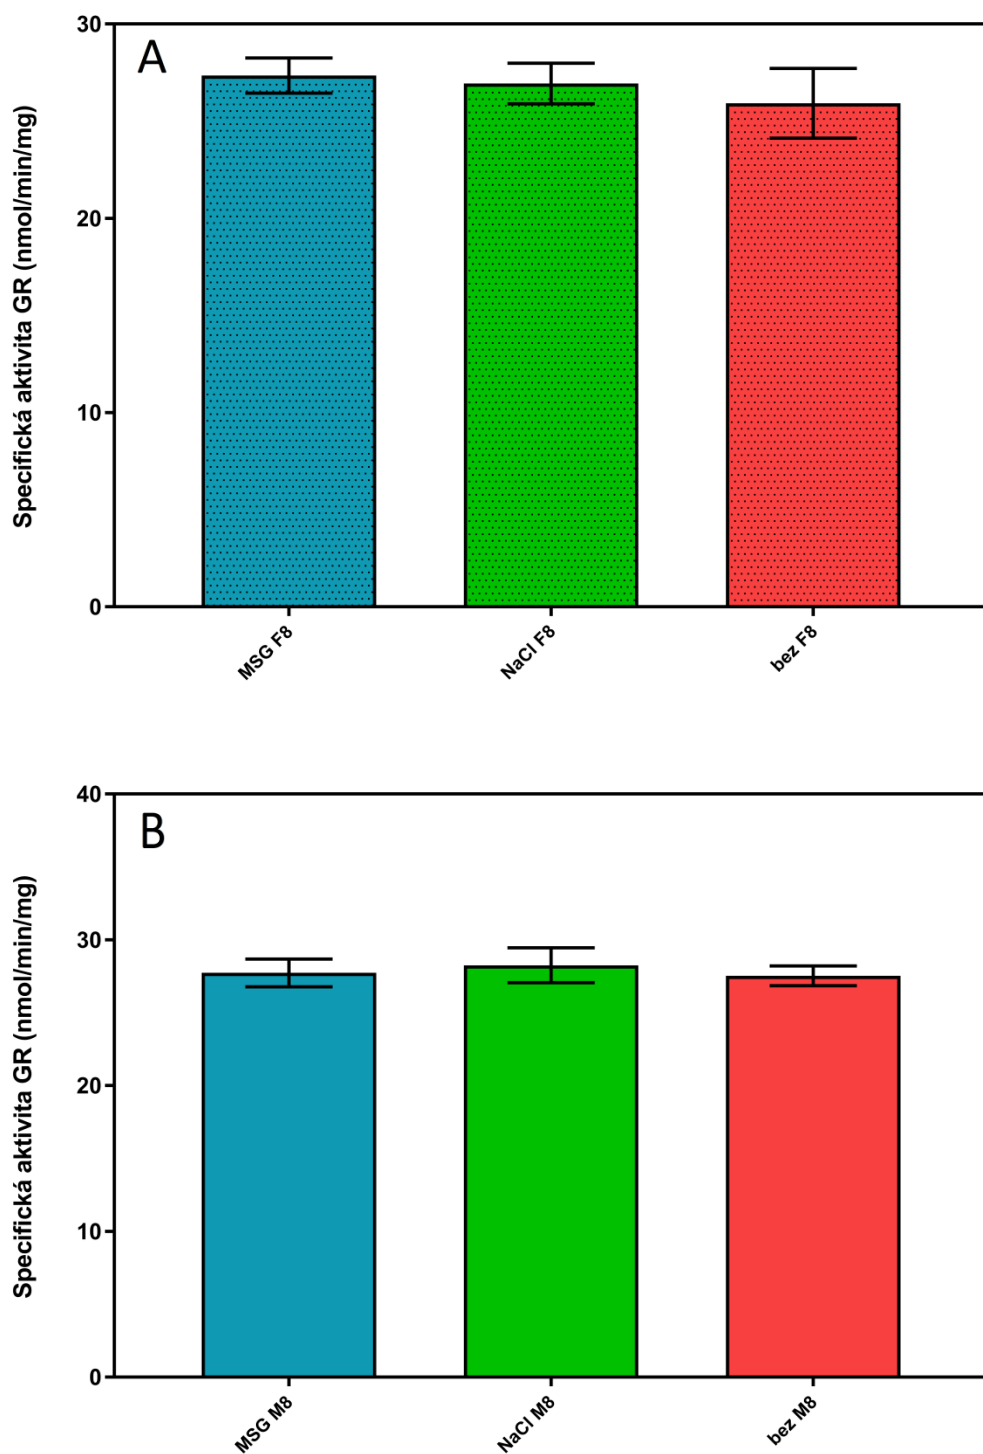 A
Specifická aktivita GR (nmol/min/mg)
30
20
10
0
MSG F8
NaCl F8
bez F8
B
Specifická aktivita GR (nmol/min/mg)
40
30
20
10
0
MSG M8
NaCl M8
bez M8